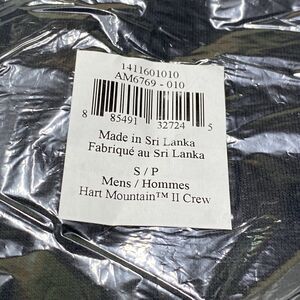 1411601010
AM6769 - 010
8 85491 32724 5
Made in Sri Lanka
Fabriqué au Sri Lanka
S / P
Mens / Hommes
Hart Mountain™ II Crew